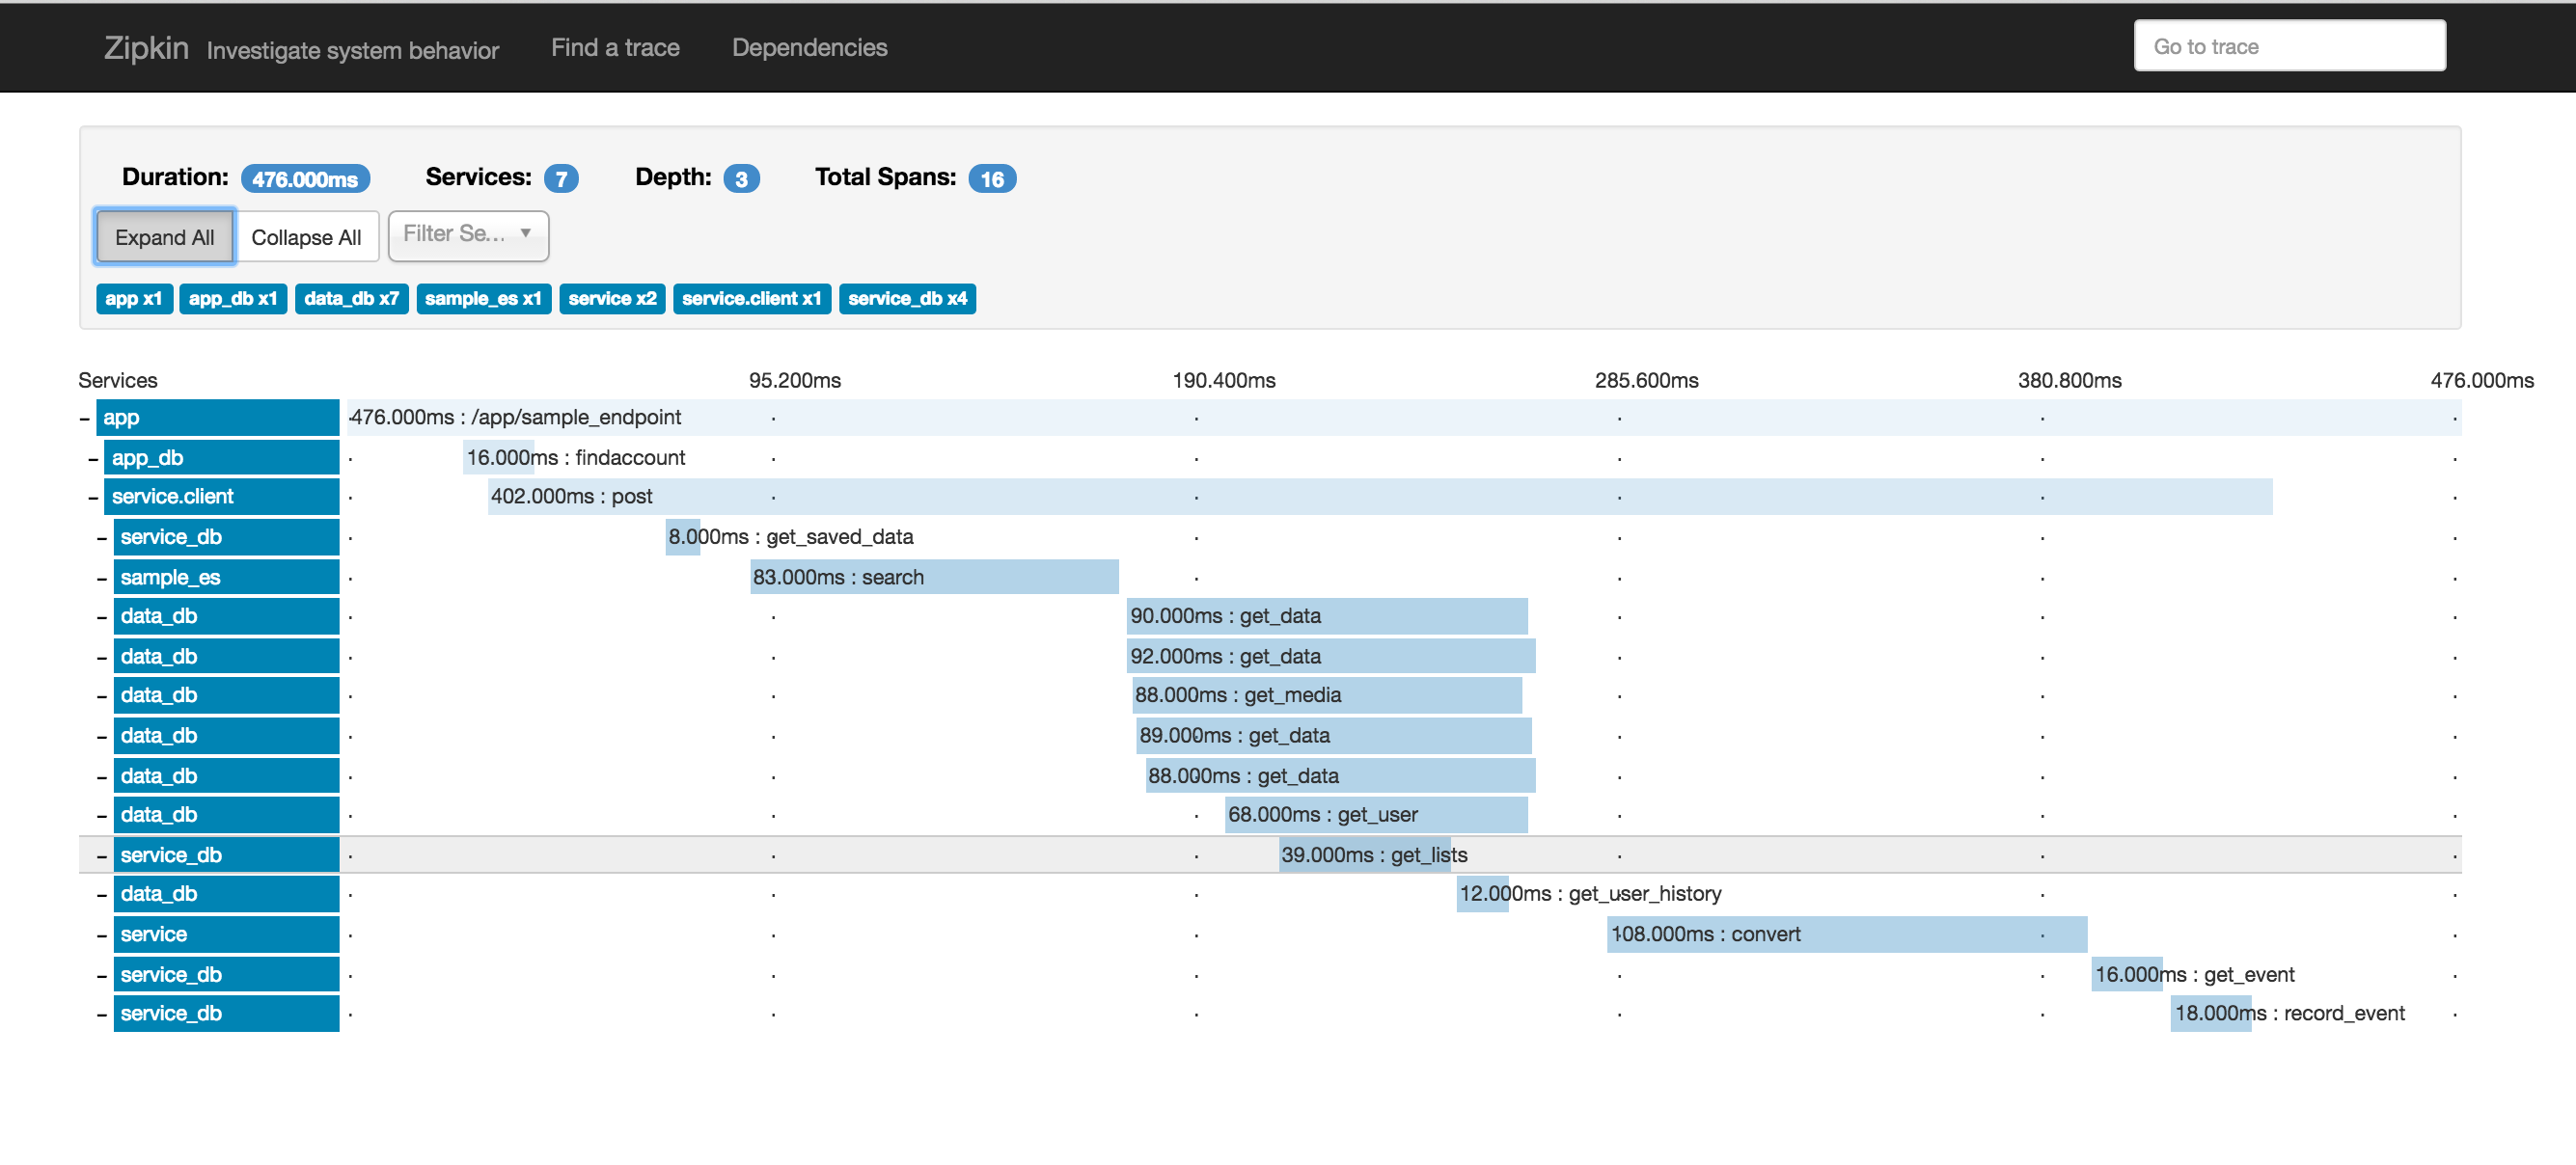 Zipkin Investigate system behavior Find a trace Dependencies Go to trace
Duration: 476.000ms Services: 7 Depth: 3 Total Spans: 16
Expand All Collapse All Filter Se...
app x1 app_db x1 data_db x7 sample_es x1 service x2 service.client x1 service_db x4
Services 95.200ms 190.400ms 285.600ms 380.800ms 476.000ms
- app 476.000ms : /app/sample_endpoint
- app_db 16.000ms : findaccount
- service.client 402.000ms : post
- service_db 8.000ms : get_saved_data
- sample_es 83.000ms : search
- data_db 90.000ms : get_data
- data_db 92.000ms : get_data
- data_db 88.000ms : get_media
- data_db 89.000ms : get_data
- data_db 88.000ms : get_data
- data_db 68.000ms : get_user
- service_db 39.000ms : get_lists
- data_db 12.000ms : get_user_history
- service 108.000ms : convert
- service_db 16.000ms : get_event
- service_db 18.000ms : record_event